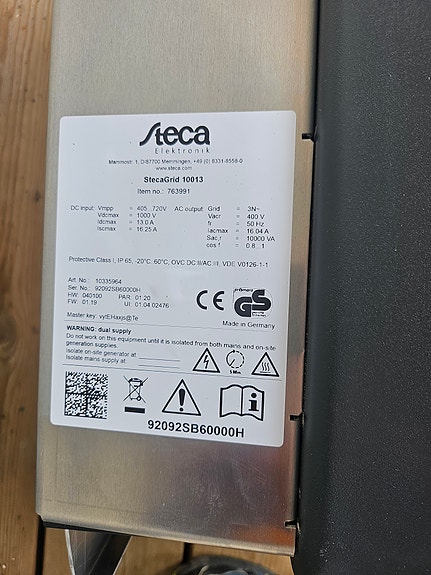 Steca
Elektronik
Mammostr. 1, D-87700 Memmingen, +49 (0) 8331-8558-0
www.steca.com
StecaGrid 10013
Item no.: 763991
DC input: Vmpp = 405...720V AC output Grid = 3N~
Vdcmax = 1000 V Vacr = 400 V
Idcmax = 13.0 A fr = 50 Hz
Iscmax = 16.25 A Iacmax = 16.04 A
Sac,r = 10000 VA
cos f = 0.8...1
Protective Class I, IP 65, -20°C...60°C, OVC DC:II/AC:III, VDE V0126-1-1
Art. No.: 10335964
Ser. No.: 92092SB60000H
HW: 040100 PAR: 01.20
FW: 01.19 UI: 01.04.02476
CE GS
Master key: vytEHaxjs@Te
Made in Germany
WARNING: dual supply
Do not work on this equipment until it is isolated from both mains and on-site
generation supplies.
Isolate on-site generator at
Isolate mains supply at
5 Min.
92092SB60000H